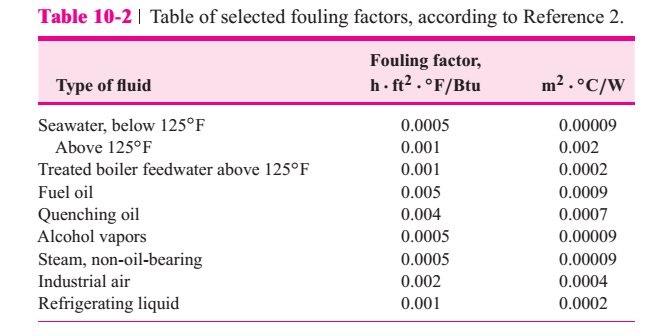 Table 10-2 | Table of selected fouling factors, according to Reference 2.
Fouling factor,
Type of fluid h · ft² · °F/Btu m² · °C/W
Seawater, below 125°F 0.0005 0.00009
Above 125°F 0.001 0.002
Treated boiler feedwater above 125°F 0.001 0.0002
Fuel oil 0.005 0.0009
Quenching oil 0.004 0.0007
Alcohol vapors 0.0005 0.00009
Steam, non-oil-bearing 0.0005 0.00009
Industrial air 0.002 0.0004
Refrigerating liquid 0.001 0.0002